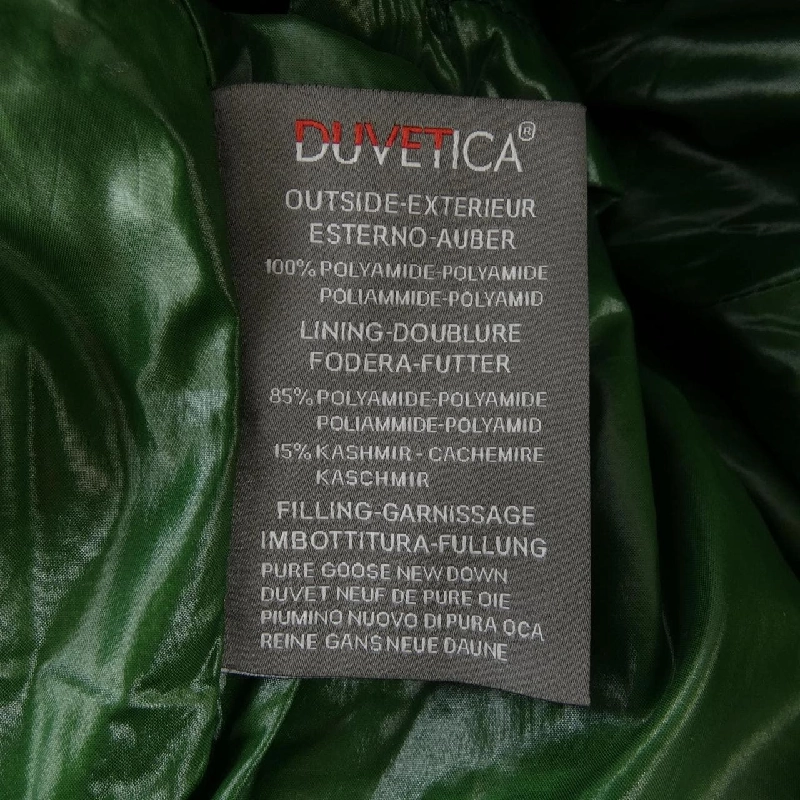 DUVETICA®
OUTSIDE-EXTERIEUR
ESTERNO-AUBER
100% POLYAMIDE-POLYAMIDE
POLIAMMIDE-POLYAMID
LINING-DOUBLURE
FODERA-FUTTER
85% POLYAMIDE-POLYAMIDE
POLIAMMIDE-POLYAMID
15% KASHMIR - CACHEMIRE
KASCHMIR
FILLING-GARNISSAGE
IMBOTTITURA-FULLUNG
PURE GOOSE NEW DOWN
DUVET NEUF DE PURE OIE
PIUMINO NUOVO DI PURA OCA
REINE GANS NEUE DAUNE